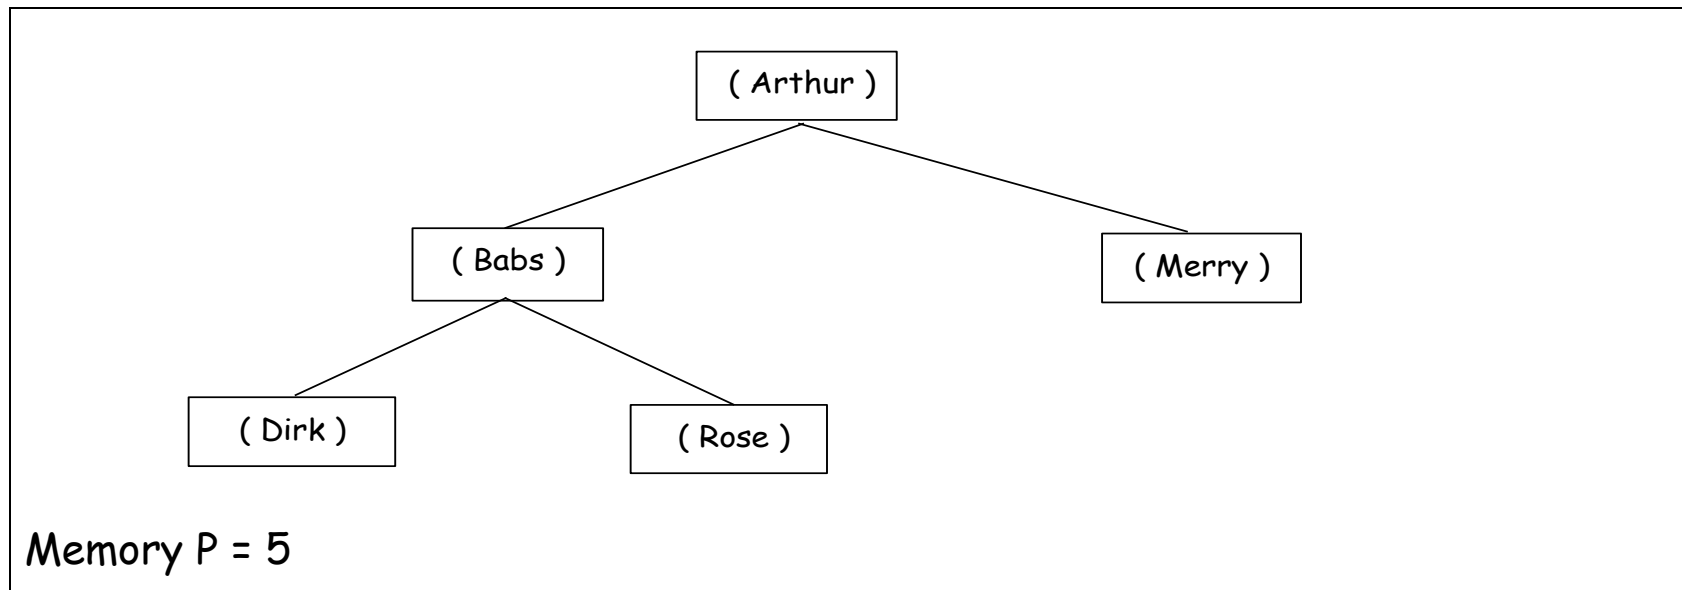 ( Arthur )
( Babs )
( Merry )
( Dirk )
( Rose )
Memory P = 5